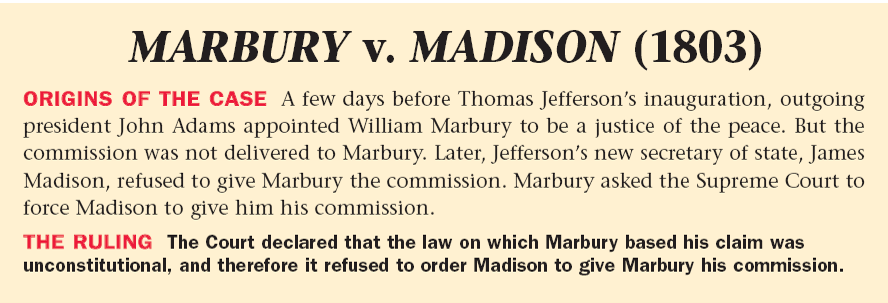 MARBURY v. MADISON (1803)
ORIGINS OF THE CASE A few days before Thomas Jefferson's inauguration, outgoing
president John Adams appointed William Marbury to be a justice of the peace. But the
commission was not delivered to Marbury. Later, Jefferson's new secretary of state, James
Madison, refused to give Marbury the commission. Marbury asked the Supreme Court to
force Madison to give him his commission.
THE RULING The Court declared that the law on which Marbury based his claim was
unconstitutional, and therefore it refused to order Madison to give Marbury his commission.